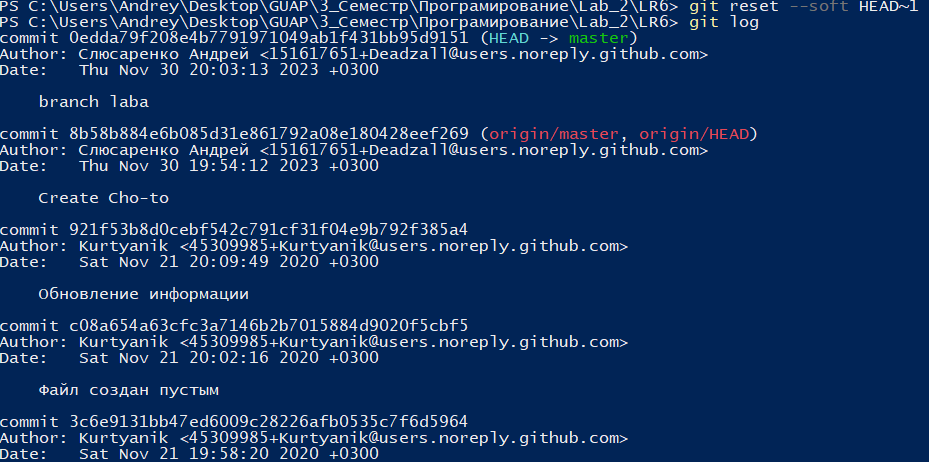 PS C:\Users\Andrey\Desktop\GUAP\3_Семестр\Програмирование\Lab_2\LR6> git reset --soft HEAD~1
PS C:\Users\Andrey\Desktop\GUAP\3_Семестр\Програмирование\Lab_2\LR6> git log
commit 0edda79f208e4b7791971049ab1f431bb95d9151 (HEAD -> master)
Author: Слюсаренко Андрей <151617651+Deadzall@users.noreply.github.com>
Date:   Thu Nov 30 20:03:13 2023 +0300
branch laba
commit 8b58b884e6b085d31e861792a08e180428eef269 (origin/master, origin/HEAD)
Author: Слюсаренко Андрей <151617651+Deadzall@users.noreply.github.com>
Date:   Thu Nov 30 19:54:12 2023 +0300
Create Cho-to
commit 921f53b8d0cebf542c791cf31f04e9b792f385a4
Author: Kurtyanik <45309985+Kurtyanik@users.noreply.github.com>
Date:   Sat Nov 21 20:09:49 2020 +0300
Обновление информации
commit c08a654a63cfc3a7146b2b7015884d9020f5cbf5
Author: Kurtyanik <45309985+Kurtyanik@users.noreply.github.com>
Date:   Sat Nov 21 20:02:16 2020 +0300
Файл создан пустым
commit 3c6e9131bb47ed6009c28226afb0535c7f6d5964
Author: Kurtyanik <45309985+Kurtyanik@users.noreply.github.com>
Date:   Sat Nov 21 19:58:20 2020 +0300